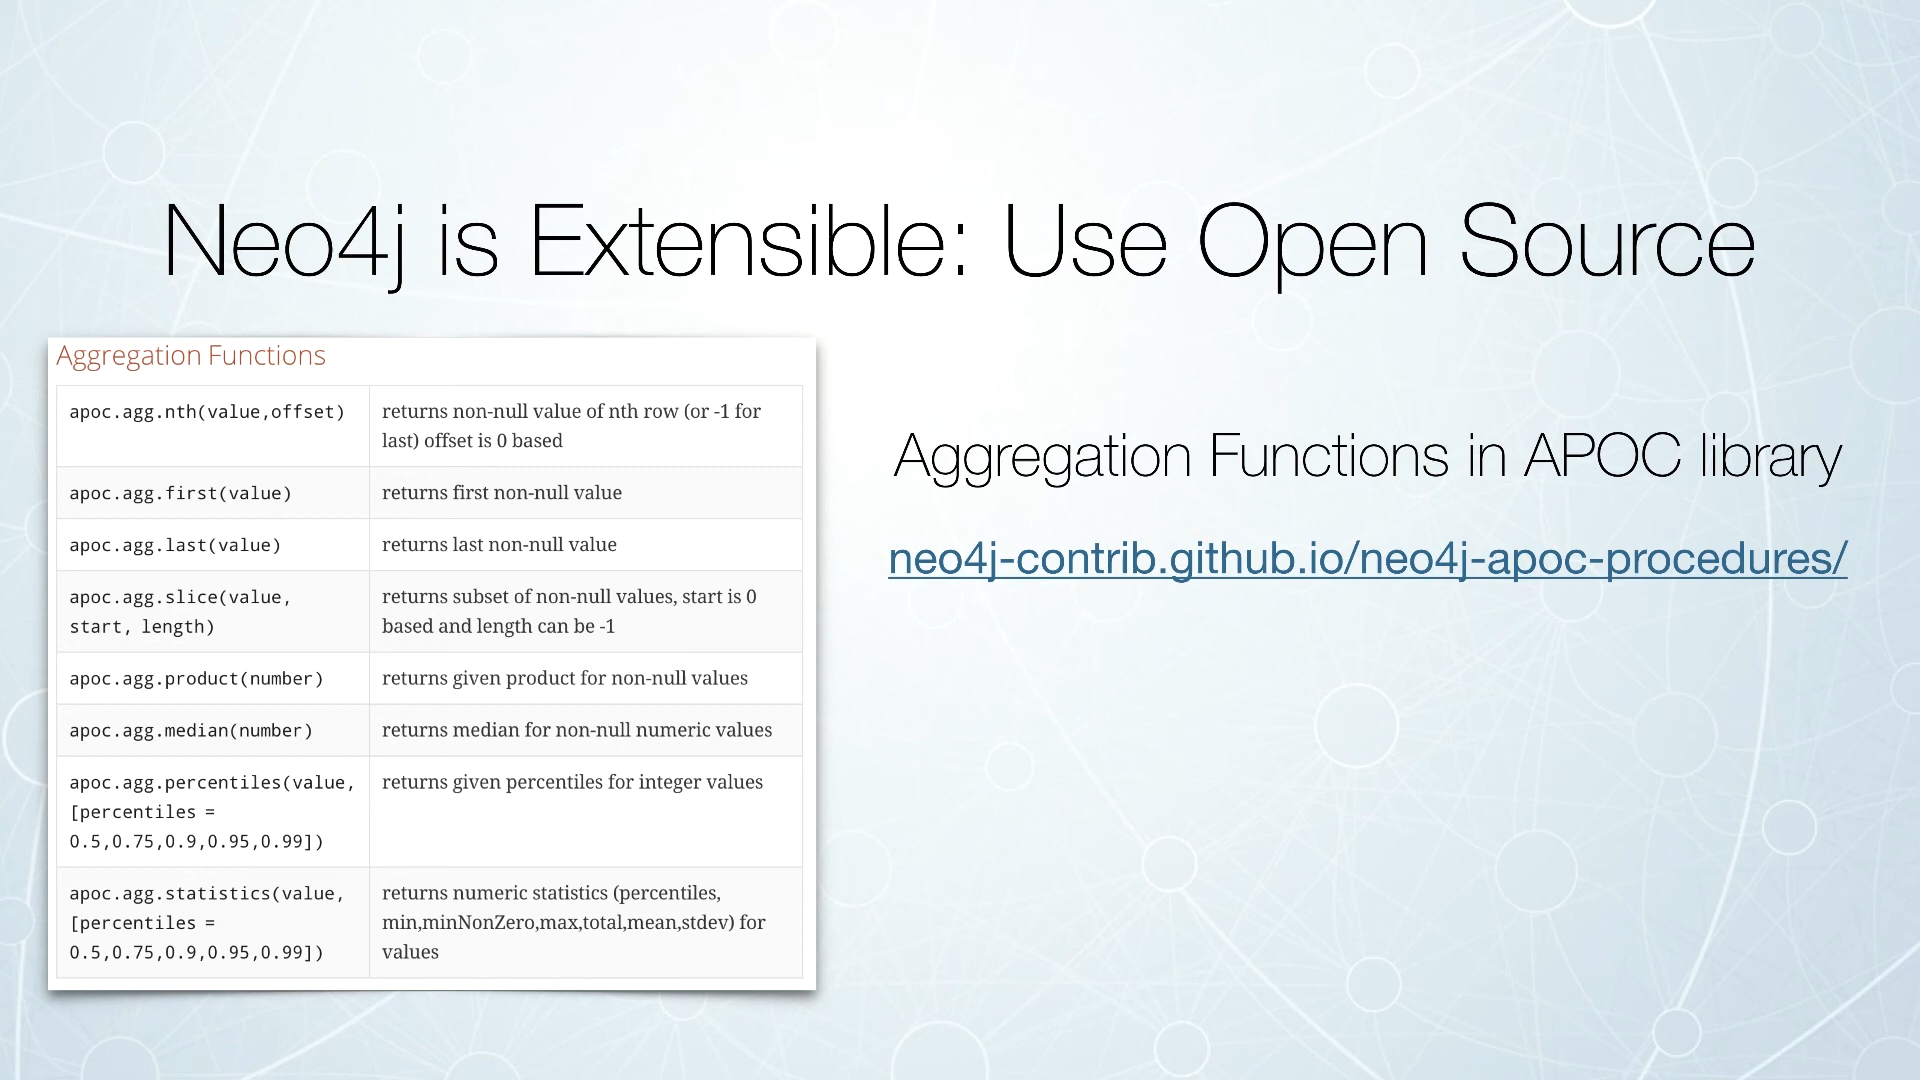 Neo4j is Extensible: Use Open Source
Aggregation Functions
apoc.agg.nth(value,offset)
returns non-null value of nth row (or -1 for
last) offset is 0 based
apoc.agg.first(value)
returns first non-null value
apoc.agg.last(value)
returns last non-null value
apoc.agg.slice(value,
start, length)
returns subset of non-null values, start is 0
based and length can be -1
apoc.agg.product(number)
returns given product for non-null values
apoc.agg.median(number)
returns median for non-null numeric values
apoc.agg.percentiles(value,
[percentiles =
0.5,0.75,0.9,0.95,0.99])
returns given percentiles for integer values
apoc.agg.statistics(value,
[percentiles =
0.5,0.75,0.9,0.95,0.99])
returns numeric statistics (percentiles,
min,minNonZero,max,total,mean,stdev) for
values
Aggregation Functions in APOC library
neo4j-contrib.github.io/neo4j-apoc-procedures/